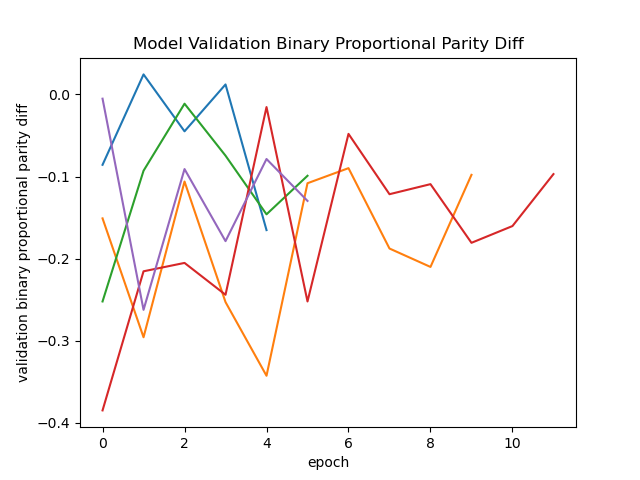 Model Validation Binary Proportional Parity Diff
validation binary proportional parity diff
0.0
−0.1
−0.2
−0.3
−0.4
0 2 4 6 8 10
epoch